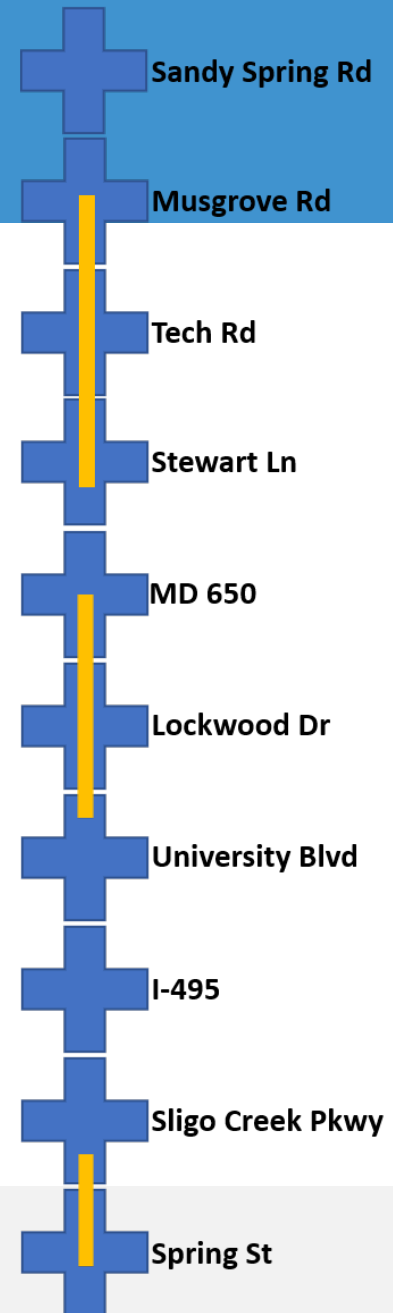 Sandy Spring Rd
Musgrove Rd
Tech Rd
Stewart Ln
MD 650
Lockwood Dr
University Blvd
I-495
Sligo Creek Pkwy
Spring St